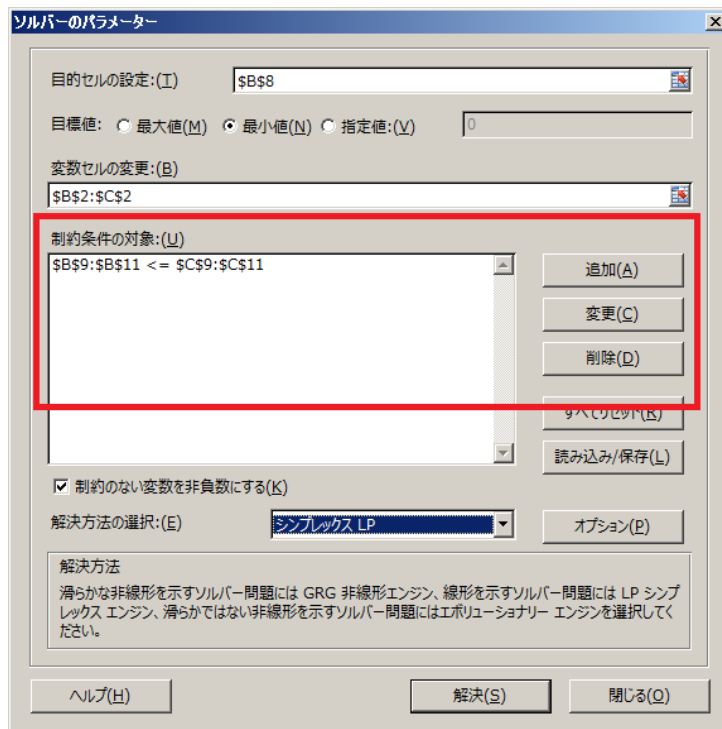 ソルバーのパラメーター
目的セルの設定:(T)
$B$8
目標値:
最大値(M)
最小値(N)
指定値:(V)
0
変数セルの変更:(B)
$B$2:$C$2
制約条件の対象:(U)
$B$9:$B$11 <= $C$9:$C$11
追加(A)
変更(C)
削除(D)
すべてリセット(R)
読み込み/保存(L)
制約のない変数を非負数にする(K)
解決方法の選択:(E)
シンプレックス LP
オプション(P)
解決方法
滑らかな非線形を示すソルバー問題には GRG 非線形エンジン、線形を示すソルバー問題には LP シンプ
レックス エンジン、滑らかではない非線形を示すソルバー問題にはエボリューショナリー エンジンを選択してく
ださい。
ヘルプ(H)
解決(S)
閉じる(O)